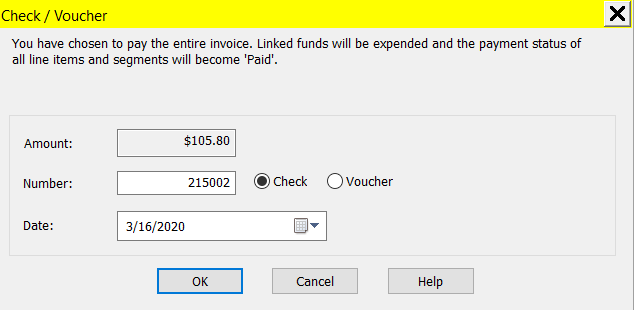 Check / Voucher
You have chosen to pay the entire invoice. Linked funds will be expended and the payment status of
all line items and segments will become 'Paid'.
Amount: $105.80
Number: 215002 Check Voucher
Date: 3/16/2020
OK Cancel Help